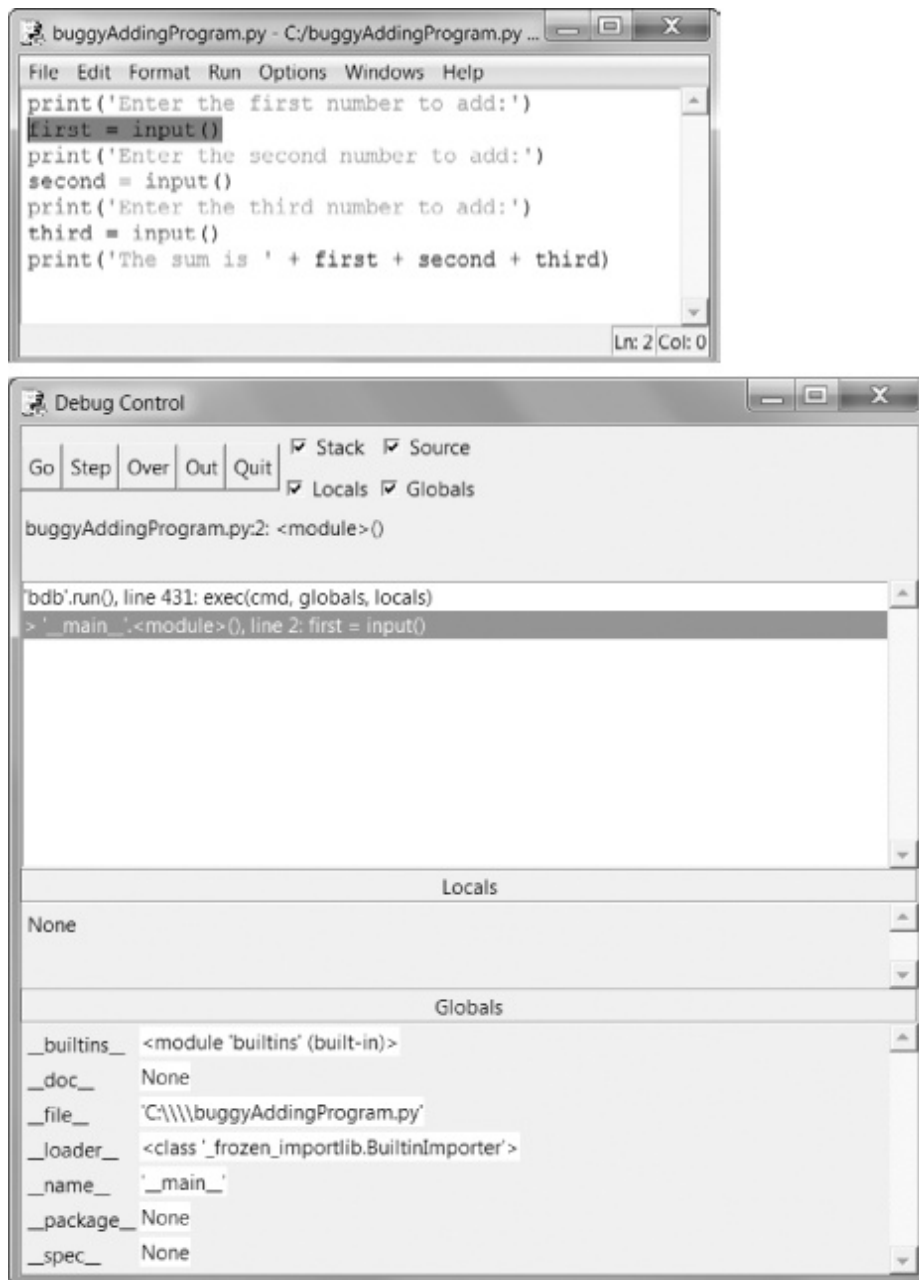 buggyAddingProgram.py - C:/buggyAddingProgram.py ...
File Edit Format Run Options Windows Help
print('Enter the first number to add:')
first = input()
print('Enter the second number to add:')
second = input()
print('Enter the third number to add:')
third = input()
print('The sum is ' + first + second + third)
Ln: 2 Col: 0
Debug Control
Go Step Over Out Quit Stack Source
Locals Globals
buggyAddingProgram.py:2: <module>()
'bdb'.run(), line 431: exec(cmd, globals, locals)
> '__main__'.<module>(), line 2: first = input()
Locals
None
Globals
__builtins__ <module 'builtins' (built-in)>
__doc__ None
__file__ 'C:\\\\buggyAddingProgram.py'
__loader__ <class '_frozen_importlib.BuiltinImporter'>
__name__ '__main__'
__package__ None
__spec__ None